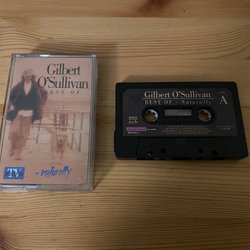 Gilbert
O'Sullivan
BEST OF
TV
- Naturally
Gilbert O'Sullivan
BEST OF - Naturally
A